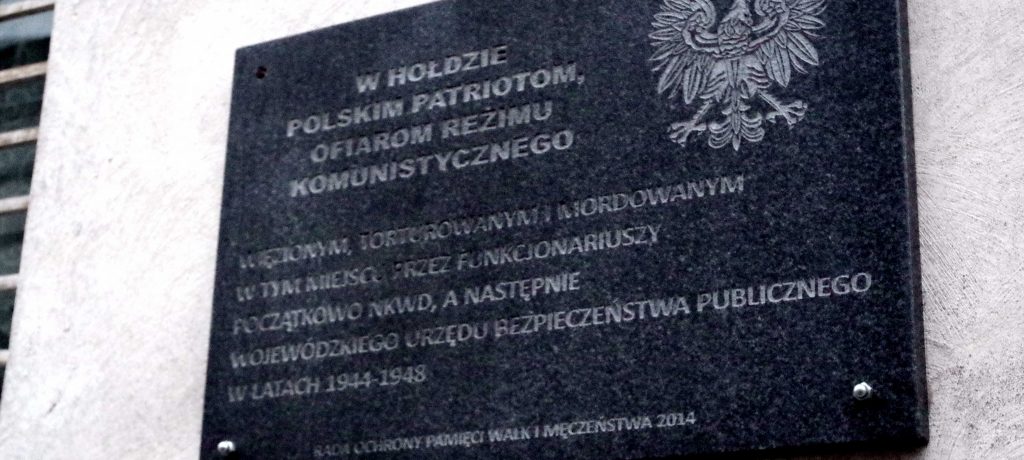 W HOŁDZIE
POLSKIM PATRIOTOM,
OFIAROM REŻIMU
KOMUNISTYCZNEGO
WIĘZIONYM, TORTUROWANYM I MORDOWANYM
W TYM MIEJSCU PRZEZ FUNKCJONARIUSZY
POCZĄTKOWO NKWD, A NASTĘPNIE
WOJEWÓDZKIEGO URZĘDU BEZPIECZEŃSTWA PUBLICZNEGO
W LATACH 1944-1948
RADA OCHRONY PAMIĘCI WALK I MĘCZEŃSTWA 2014